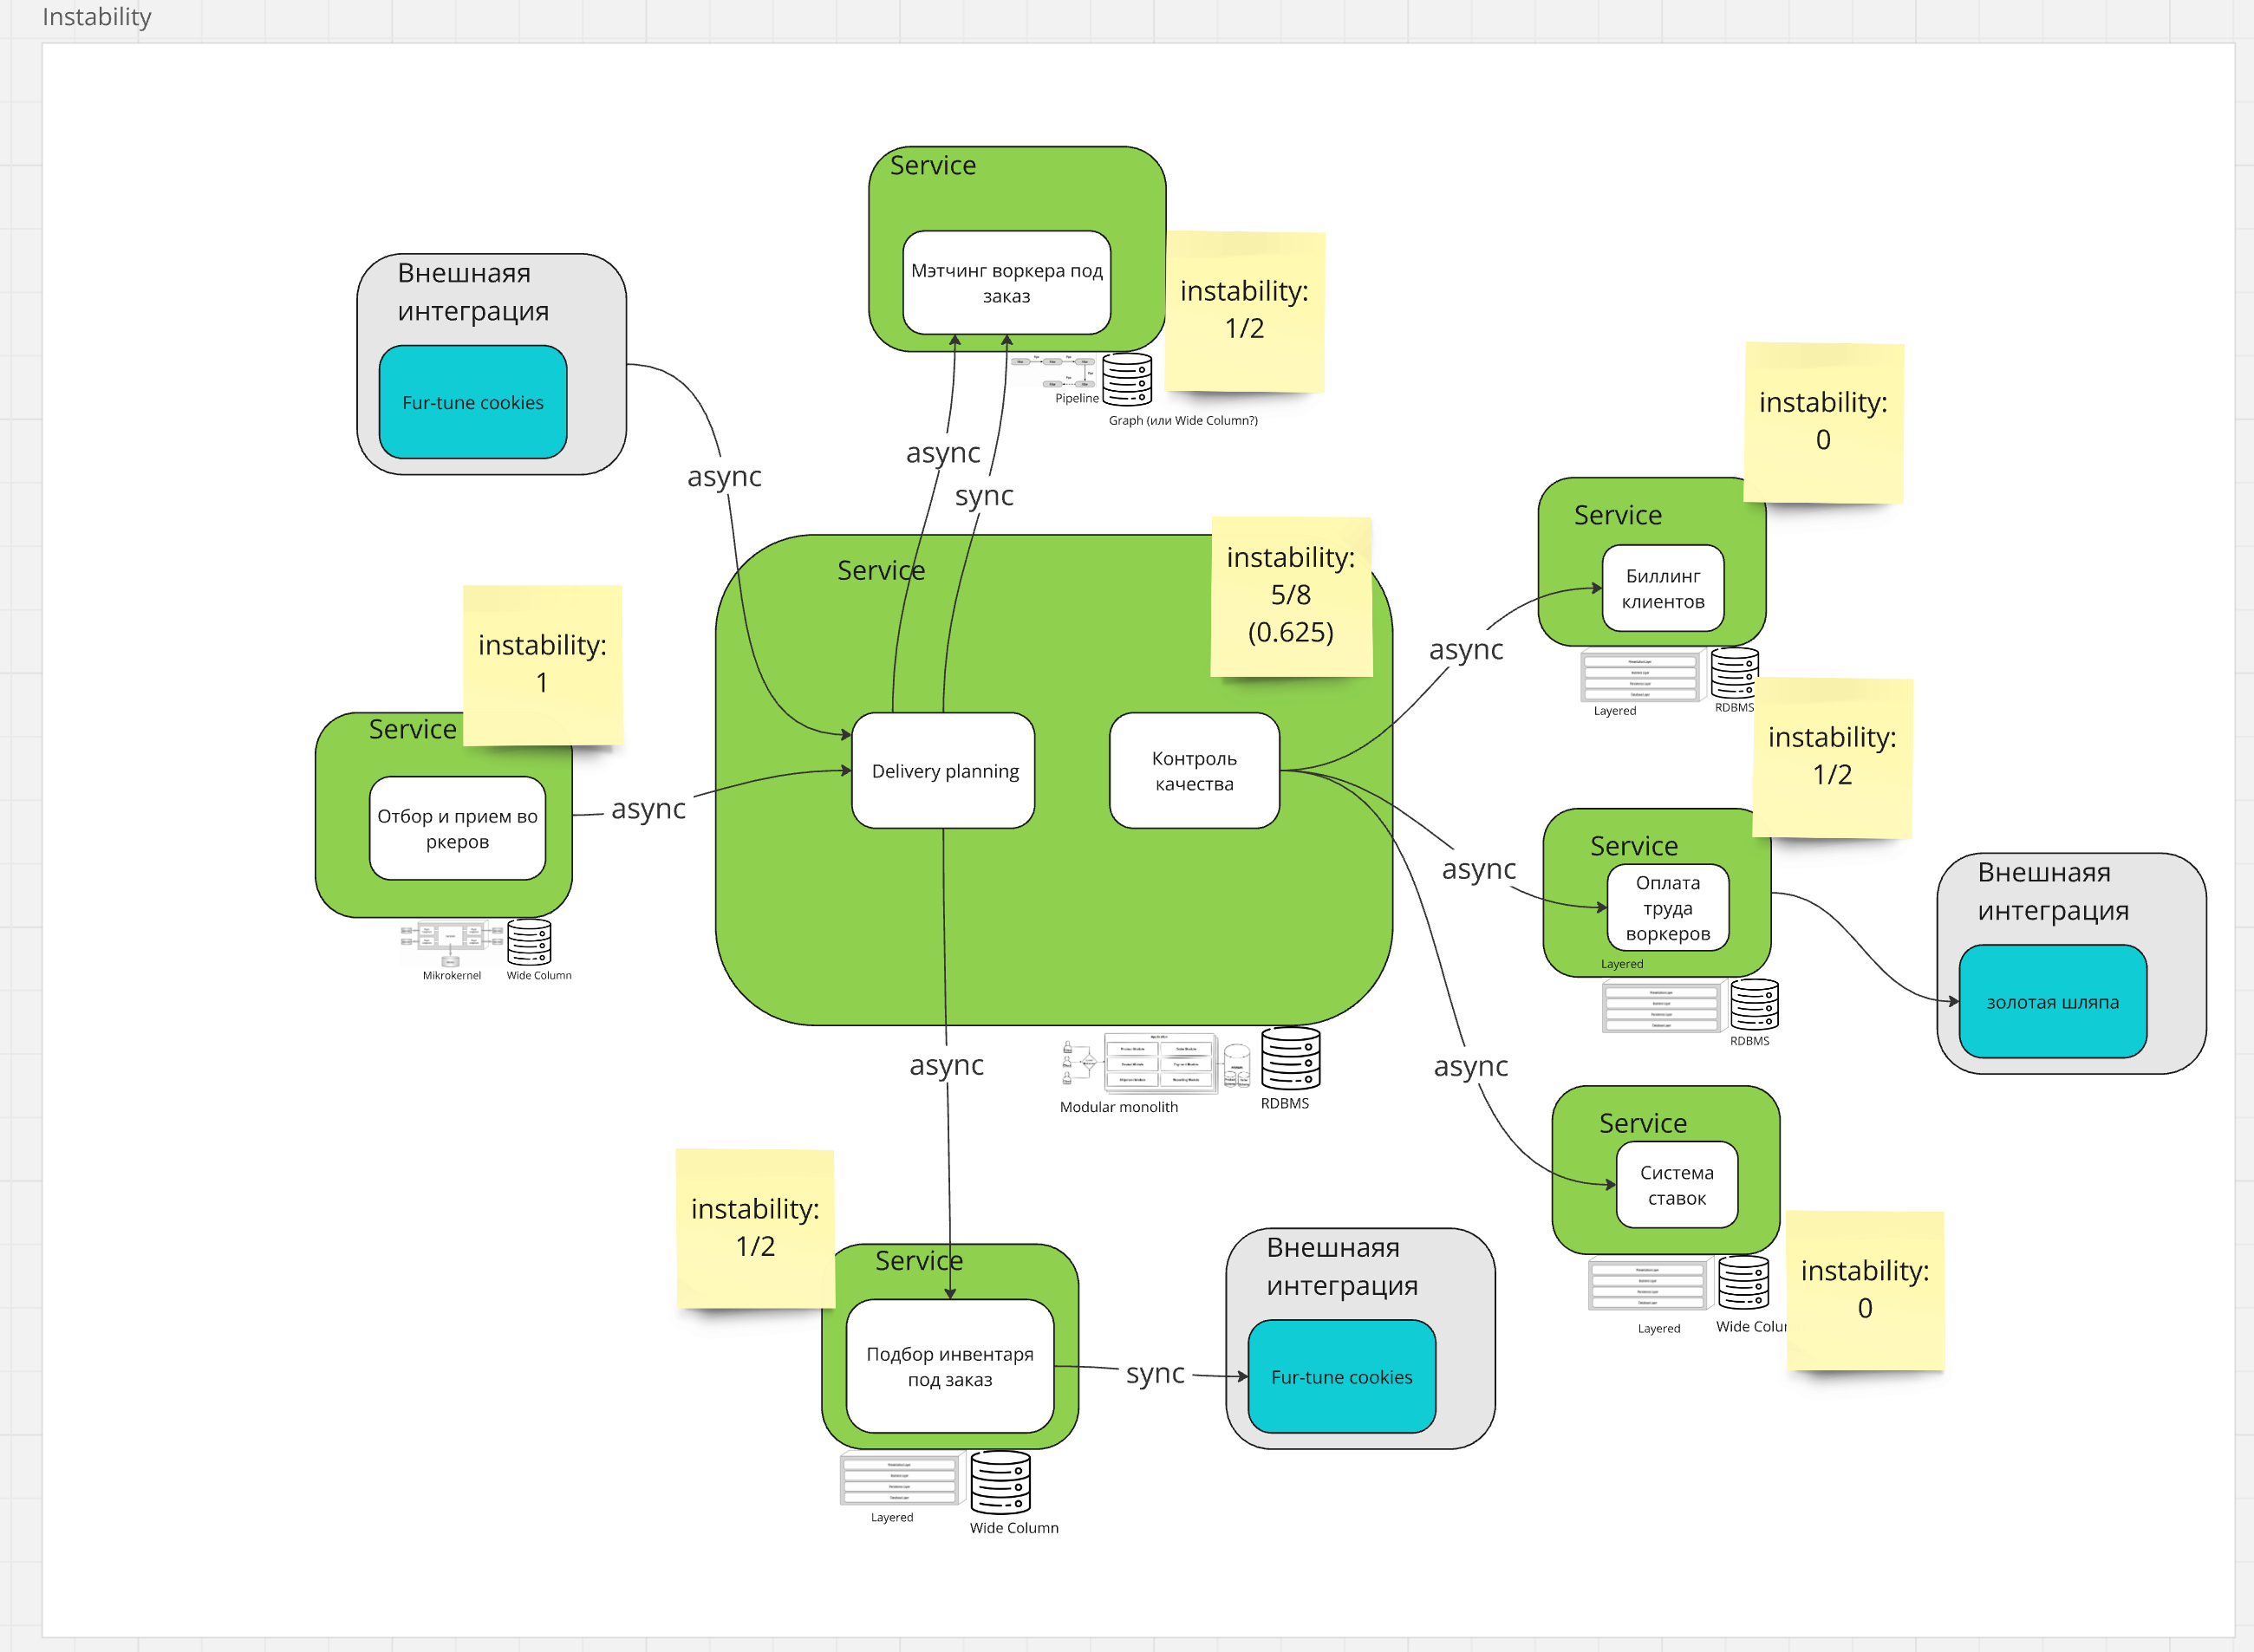 Instability
Service
Мэтчинг воркера под
заказ
instability:
1/2
Pipeline
Graph (или Wide Column?)
Внешнаяя
интеграция
Fur-tune cookies
async
async
sync
instability:
0
Service
Биллинг
клиентов
Layered
RDBMS
Service
instability:
5/8
(0.625)
Delivery planning
Контроль
качества
Modular monolith
RDBMS
instability:
1
Service
Отбор и прием во
ркеров
Mikrokernel
Wide Column
async
async
async
async
async
instability:
1/2
Service
Оплата
труда
воркеров
Layered
RDBMS
Внешнаяя
интеграция
золотая шляпа
Service
Система
ставок
Layered
Wide Colum
instability:
0
instability:
1/2
Service
Подбор инвентаря
под заказ
Layered
Wide Column
sync
Внешнаяя
интеграция
Fur-tune cookies